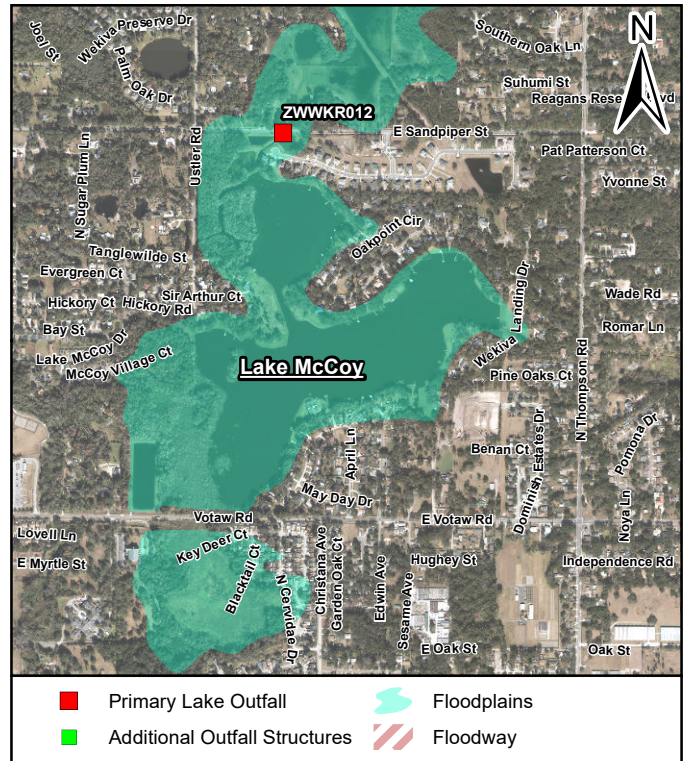 N
Joel St
Wekiva Preserve Dr
Palm Oak Dr
Southern Oak Ln
Suhumi St
Reagans Rese vd
ZWWKR012
E Sandpiper St
Ustler Rd
N Sugar Plum Ln
Pat Patterson Ct
Yvonne St
Oakpoint Cir
Tanglewilde St
Evergreen Ct
Hickory Ct
Hickory Rd
Sir Arthur Ct
Bay St
Lake McCoy Dr
McCoy Village Ct
Wekiva Landing Dr
Wade Rd
Romar Ln
N Thompson Rd
Lake McCoy
Pine Oaks Ct
April Ln
Benan Ct
Dominish Estates Dr
Pomona Dr
Noya Ln
May Day Dr
Votaw Rd
E Votaw Rd
Lovell Ln
E Myrtle St
Key Deer Ct
Blacktail Ct
N Cervidae Dr
Christana Ave
Garden Oak Ct
Edwin Ave
Sesame Ave
Hughey St
Independence Rd
E Oak St
Oak St
Primary Lake Outfall
Floodplains
Additional Outfall Structures
Floodway